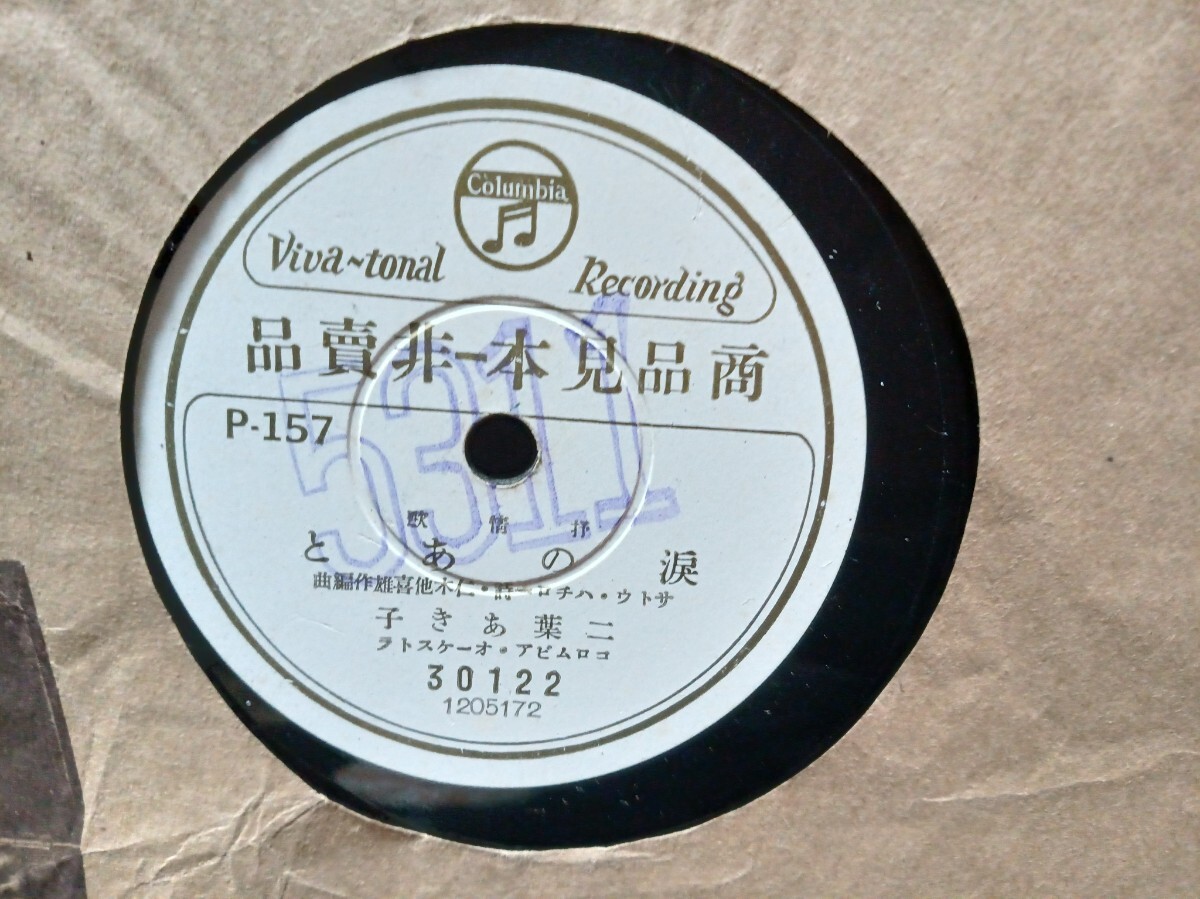 Columbia
Viva~tonal Recording
商品見本ー非賣品
5311
P-157
抒情歌
涙のあと
サトウ・ハチロー詩・仁木他喜雄作編曲
二葉あき子
コロムビア・オーケストラ
30122
1205172